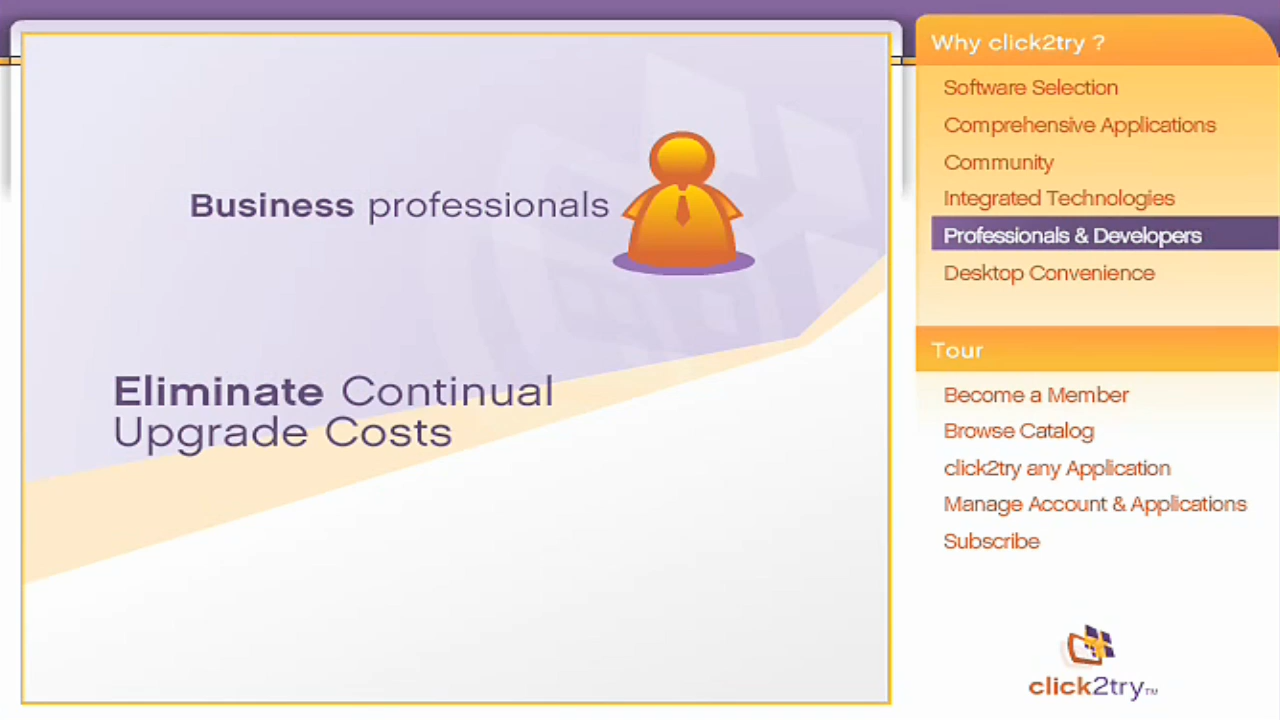 Business professionals
Eliminate Continual
Upgrade Costs
Why click2try ?
Software Selection
Comprehensive Applications
Community
Integrated Technologies
Professionals & Developers
Desktop Convenience
Tour
Become a Member
Browse Catalog
click2try any Application
Manage Account & Applications
Subscribe
click2try™